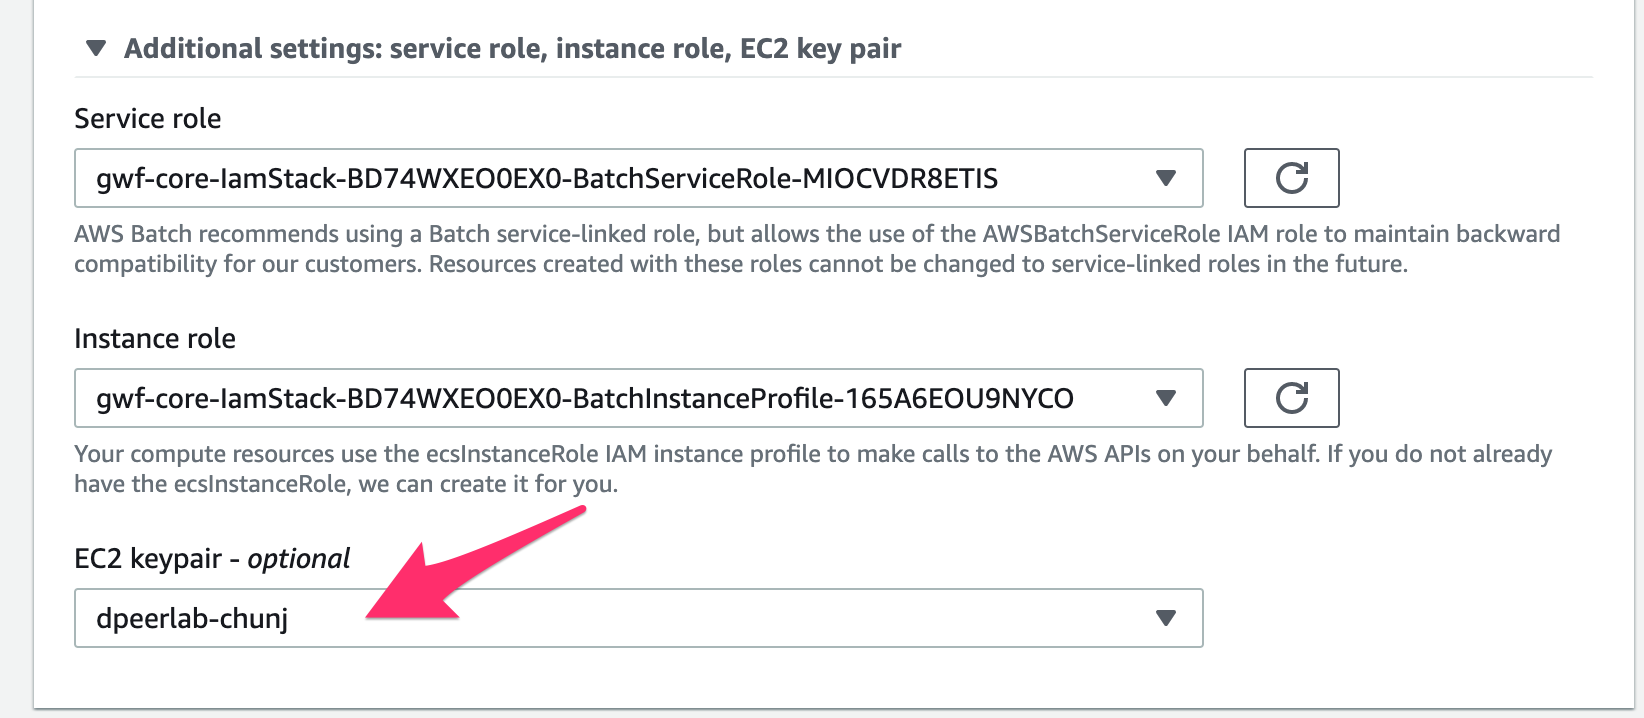 Additional settings: service role, instance role, EC2 key pair
Service role
gwf-core-IamStack-BD74WXEO0EX0-BatchServiceRole-MIOCVDR8ETIS
AWS Batch recommends using a Batch service-linked role, but allows the use of the AWSBatchServiceRole IAM role to maintain backward
compatibility for our customers. Resources created with these roles cannot be changed to service-linked roles in the future.
Instance role
gwf-core-IamStack-BD74WXEO0EX0-BatchInstanceProfile-165A6EOU9NYCO
Your compute resources use the ecsInstanceRole IAM instance profile to make calls to the AWS APIs on your behalf. If you do not already
have the ecsInstanceRole, we can create it for you.
EC2 keypair - optional
dpeerlab-chunj